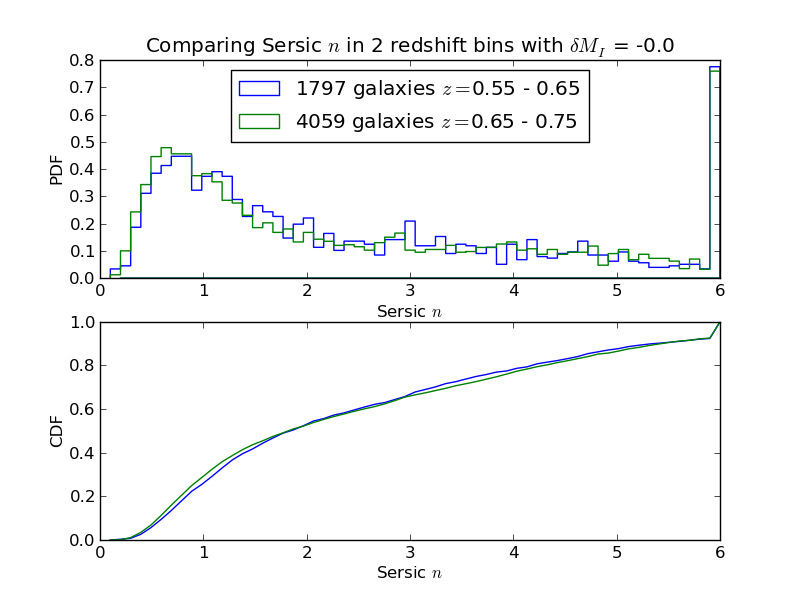 Comparing Sersic n in 2 redshift bins with δM_I = -0.0
0.8
0.7
0.6
0.5
0.4
0.3
0.2
0.1
0.0
PDF
1797 galaxies z=0.55 - 0.65
4059 galaxies z=0.65 - 0.75
0 1 2 3 4 5 6
Sersic n
1.0
0.8
0.6
0.4
0.2
0.0
CDF
0 1 2 3 4 5 6
Sersic n